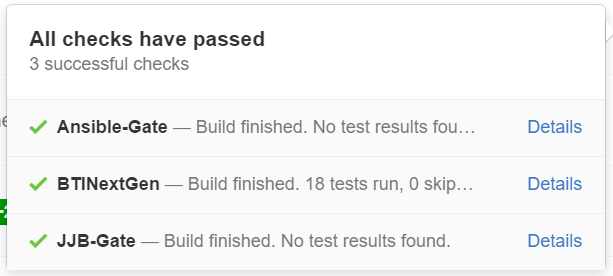 All checks have passed
3 successful checks
Ansible-Gate — Build finished. No test results fou… Details
BTINextGen — Build finished. 18 tests run, 0 skip… Details
JJB-Gate — Build finished. No test results found. Details